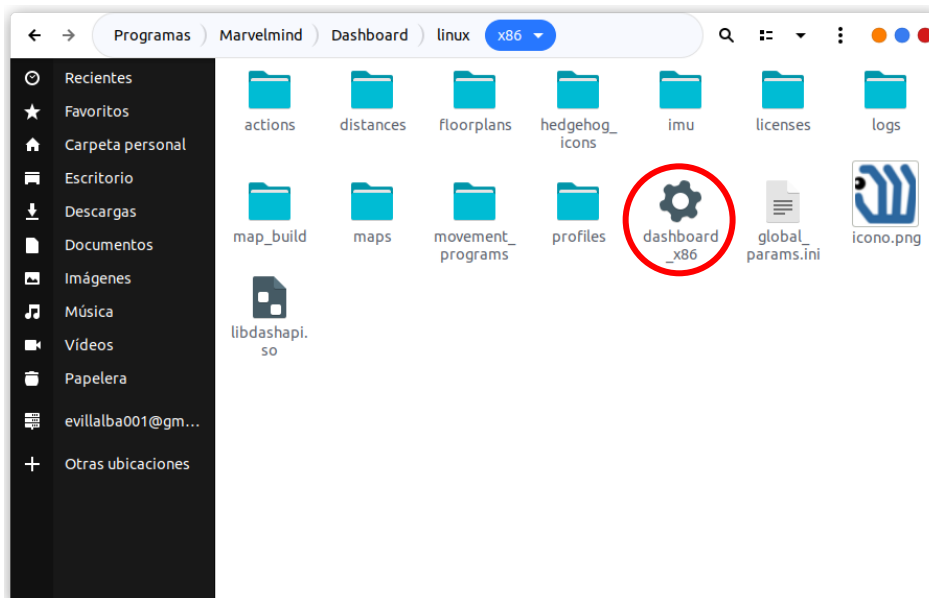 Programas
Marvelmind
Dashboard
linux
x86
Recientes
Favoritos
Carpeta personal
Escritorio
Descargas
Documentos
Imágenes
Música
Vídeos
Papelera
evillalba001@gm...
Otras ubicaciones
actions
distances
floorplans
hedgehog_
icons
imu
licenses
logs
map_build
maps
movement_
programs
profiles
dashboard
_x86
global_
params.ini
icono.png
libdashapi.
so